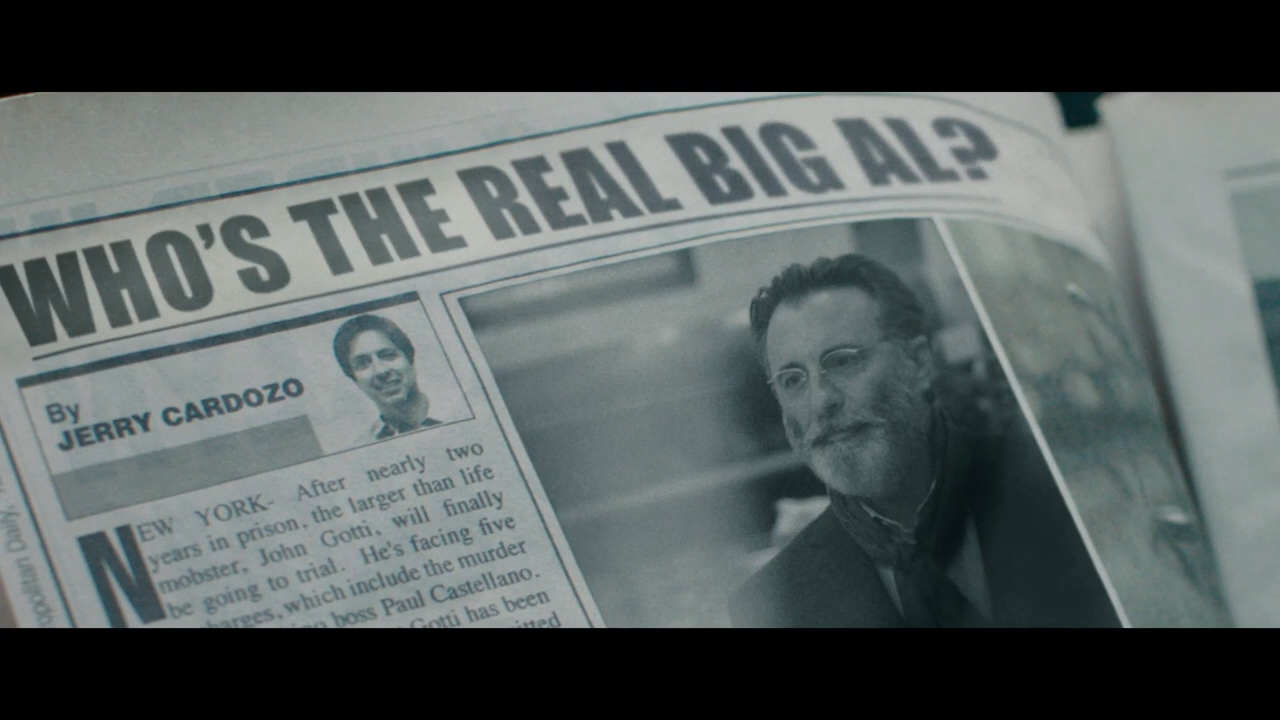 WHO'S THE REAL BIG AL?
By
JERRY CARDOZO
NEW YORK- After nearly two
years in prison, the larger than life
mobster, John Gotti, will finally
be going to trial. He's facing five
which include the murder
boss Paul Castellano.
Gotti has been